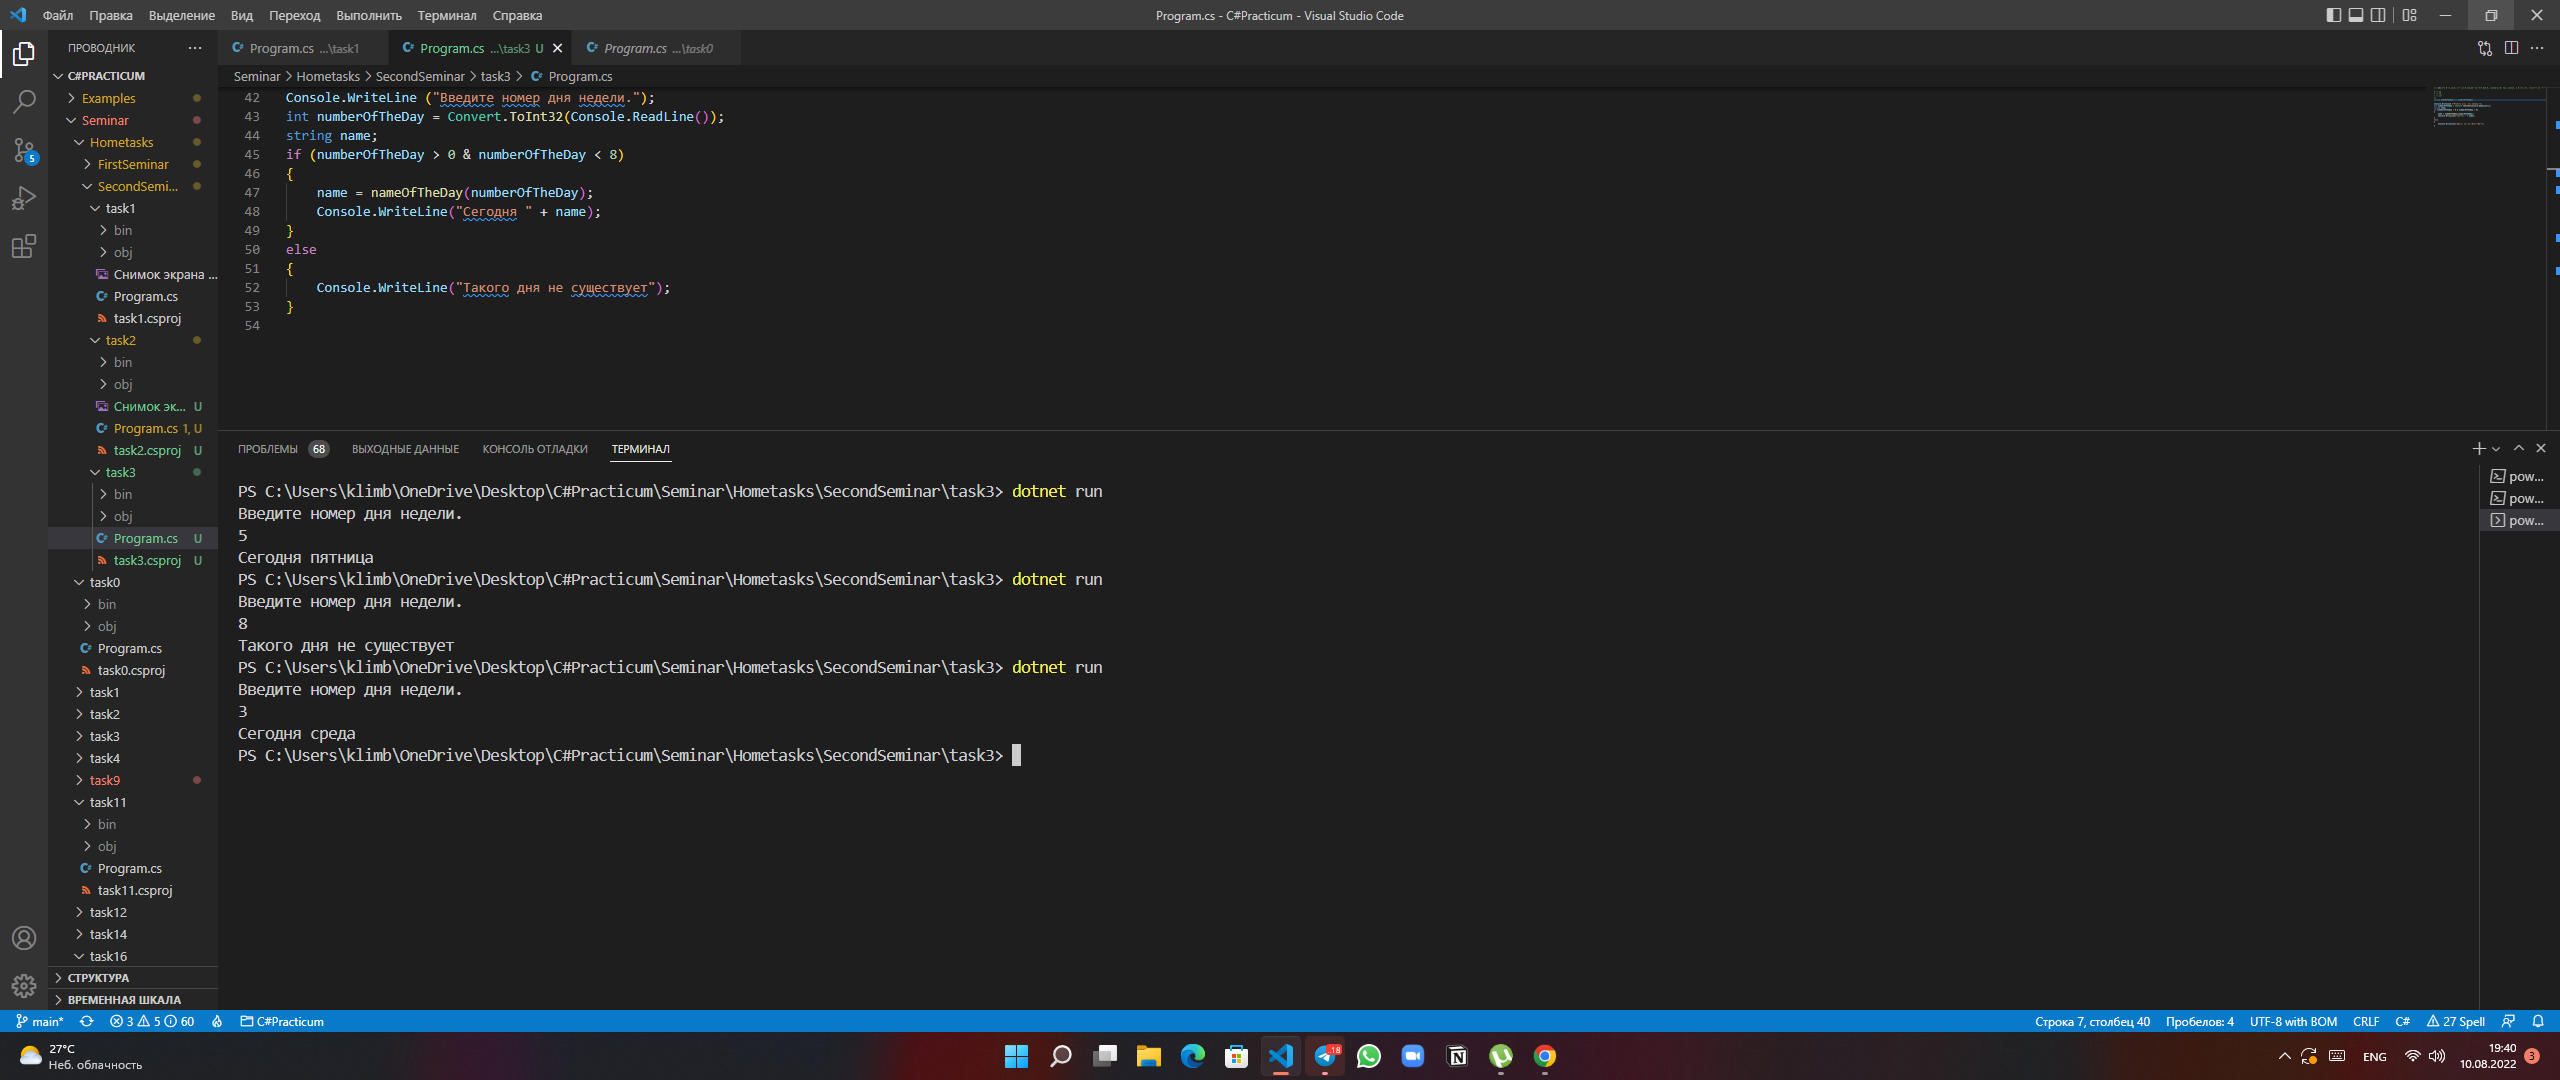 Файл Правка Выделение Вид Переход Выполнить Терминал Справка
Program.cs - C#Practicum - Visual Studio Code
ПРОВОДНИК
C#PRACTICUM
Examples
Seminar
Hometasks
FirstSeminar
SecondSemi...
task1
bin
obj
Снимок экрана ...
Program.cs
task1.csproj
task2
bin
obj
Снимок эк... U
Program.cs 1, U
task2.csproj U
task3
bin
obj
Program.cs U
task3.csproj U
task0
bin
obj
Program.cs
task0.csproj
task1
task2
task3
task4
task9
task11
bin
obj
Program.cs
task11.csproj
task12
task14
task16
СТРУКТУРА
ВРЕМЕННАЯ ШКАЛА
5
Program.cs ...\task1
Program.cs ...\task3 U
Program.cs ...\task0
Seminar > Hometasks > SecondSeminar > task3 > Program.cs
42 Console.WriteLine ("Введите номер дня недели.");
43 int numberOfTheDay = Convert.ToInt32(Console.ReadLine());
44 string name;
45 if (numberOfTheDay > 0 & numberOfTheDay < 8)
46 {
47 name = nameOfTheDay(numberOfTheDay);
48 Console.WriteLine("Сегодня " + name);
49 }
50 else
51 {
52 Console.WriteLine("Такого дня не существует");
53 }
54
ПРОБЛЕМЫ 68 ВЫХОДНЫЕ ДАННЫЕ КОНСОЛЬ ОТЛАДКИ ТЕРМИНАЛ
PS C:\Users\klimb\OneDrive\Desktop\C#Practicum\Seminar\Hometasks\SecondSeminar\task3> dotnet run
Введите номер дня недели.
5
Сегодня пятница
PS C:\Users\klimb\OneDrive\Desktop\C#Practicum\Seminar\Hometasks\SecondSeminar\task3> dotnet run
Введите номер дня недели.
8
Такого дня не существует
PS C:\Users\klimb\OneDrive\Desktop\C#Practicum\Seminar\Hometasks\SecondSeminar\task3> dotnet run
Введите номер дня недели.
3
Сегодня среда
PS C:\Users\klimb\OneDrive\Desktop\C#Practicum\Seminar\Hometasks\SecondSeminar\task3>
pow...
pow...
pow...
main* 3 5 60 C#Practicum
Строка 7, столбец 40 Пробелов: 4 UTF-8 with BOM CRLF C# 27 Spell
27°C
Неб. облачность
18
ENG
19:40
10.08.2022
3